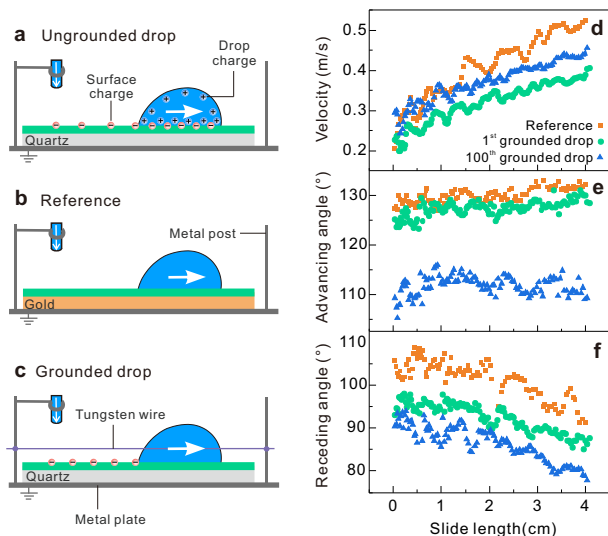 a Ungrounded drop
Drop
charge
Surface
charge
+ + + + + + + + + + +
− − − − − − − − −
Quartz
b Reference
Metal post
Gold
c Grounded drop
Tungsten wire
− − − − −
Quartz
Metal plate
d
Velocity (m/s)
0.5
0.4
0.3
0.2
Reference
1st grounded drop
100th grounded drop
e
Advancing angle (°)
130
120
110
f
Receding angle (°)
110
100
90
80
0 1 2 3 4
Slide length(cm)